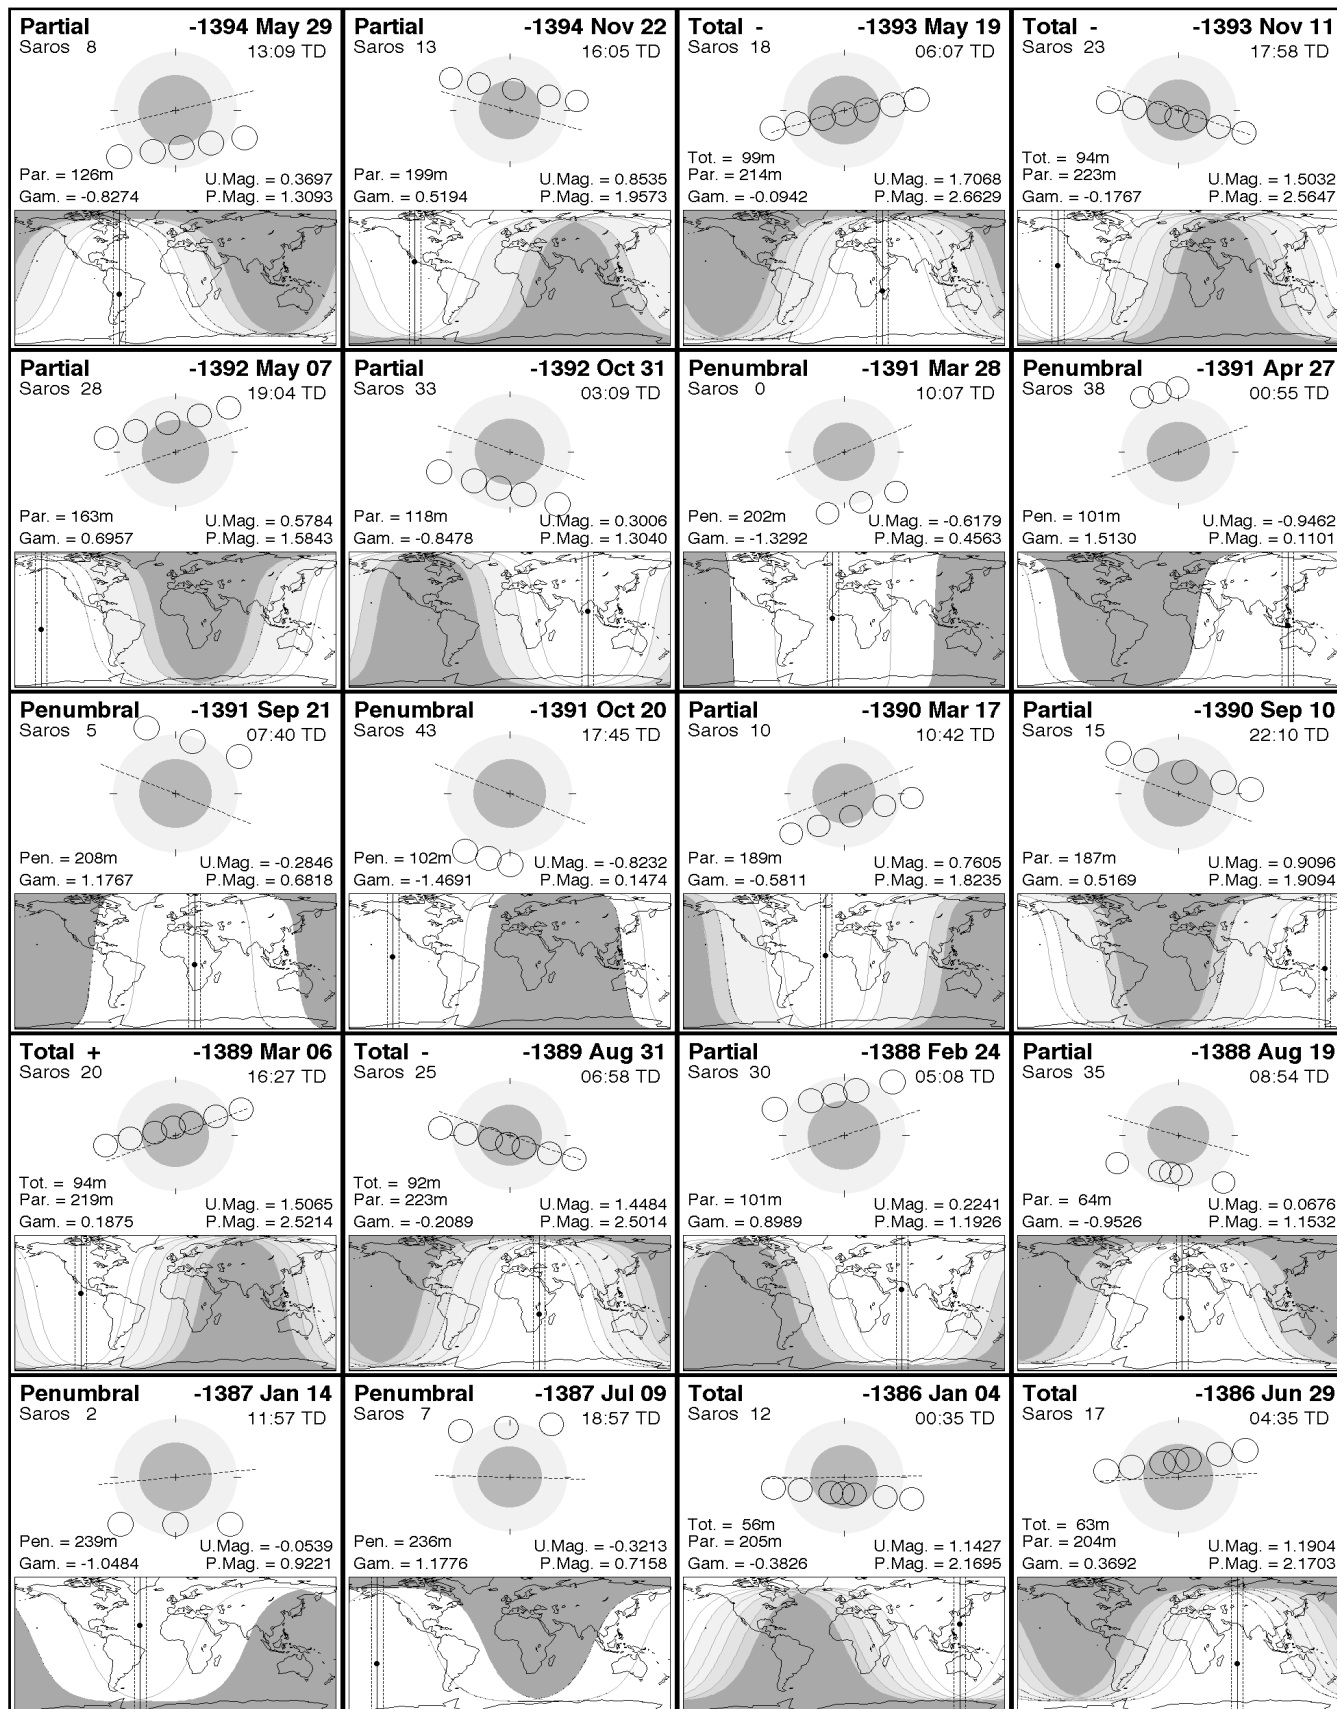 Partial -1394 May 29
Saros 8 13:09 TD
Par. = 126m U.Mag. = 0.3697
Gam. = -0.8274 P.Mag. = 1.3093
Partial -1394 Nov 22
Saros 13 16:05 TD
Par. = 199m U.Mag. = 0.8535
Gam. = 0.5194 P.Mag. = 1.9573
Total - -1393 May 19
Saros 18 06:07 TD
Tot. = 99m
Par. = 214m U.Mag. = 1.7068
Gam. = -0.0942 P.Mag. = 2.6629
Total - -1393 Nov 11
Saros 23 17:58 TD
Tot. = 94m
Par. = 223m U.Mag. = 1.5032
Gam. = -0.1767 P.Mag. = 2.5647
Partial -1392 May 07
Saros 28 19:04 TD
Par. = 163m U.Mag. = 0.5784
Gam. = 0.6957 P.Mag. = 1.5843
Partial -1392 Oct 31
Saros 33 03:09 TD
Par. = 118m U.Mag. = 0.3006
Gam. = -0.8478 P.Mag. = 1.3040
Penumbral -1391 Mar 28
Saros 0 10:07 TD
Pen. = 202m U.Mag. = -0.6179
Gam. = -1.3292 P.Mag. = 0.4563
Penumbral -1391 Apr 27
Saros 38 00:55 TD
Pen. = 101m U.Mag. = -0.9462
Gam. = 1.5130 P.Mag. = 0.1101
Penumbral -1391 Sep 21
Saros 5 07:40 TD
Pen. = 208m U.Mag. = -0.2846
Gam. = 1.1767 P.Mag. = 0.6818
Penumbral -1391 Oct 20
Saros 43 17:45 TD
Pen. = 102m U.Mag. = -0.8232
Gam. = -1.4691 P.Mag. = 0.1474
Partial -1390 Mar 17
Saros 10 10:42 TD
Par. = 189m U.Mag. = 0.7605
Gam. = -0.5811 P.Mag. = 1.8235
Partial -1390 Sep 10
Saros 15 22:10 TD
Par. = 187m U.Mag. = 0.9096
Gam. = 0.5169 P.Mag. = 1.9094
Total + -1389 Mar 06
Saros 20 16:27 TD
Tot. = 94m
Par. = 219m U.Mag. = 1.5065
Gam. = 0.1875 P.Mag. = 2.5214
Total - -1389 Aug 31
Saros 25 06:58 TD
Tot. = 92m
Par. = 223m U.Mag. = 1.4484
Gam. = -0.2089 P.Mag. = 2.5014
Partial -1388 Feb 24
Saros 30 05:08 TD
Par. = 101m U.Mag. = 0.2241
Gam. = 0.8989 P.Mag. = 1.1926
Partial -1388 Aug 19
Saros 35 08:54 TD
Par. = 64m U.Mag. = 0.0676
Gam. = -0.9526 P.Mag. = 1.1532
Penumbral -1387 Jan 14
Saros 2 11:57 TD
Pen. = 239m U.Mag. = -0.0539
Gam. = -1.0484 P.Mag. = 0.9221
Penumbral -1387 Jul 09
Saros 7 18:57 TD
Pen. = 236m U.Mag. = -0.3213
Gam. = 1.1776 P.Mag. = 0.7158
Total -1386 Jan 04
Saros 12 00:35 TD
Tot. = 56m
Par. = 205m U.Mag. = 1.1427
Gam. = -0.3826 P.Mag. = 2.1695
Total -1386 Jun 29
Saros 17 04:35 TD
Tot. = 63m
Par. = 204m U.Mag. = 1.1904
Gam. = 0.3692 P.Mag. = 2.1703